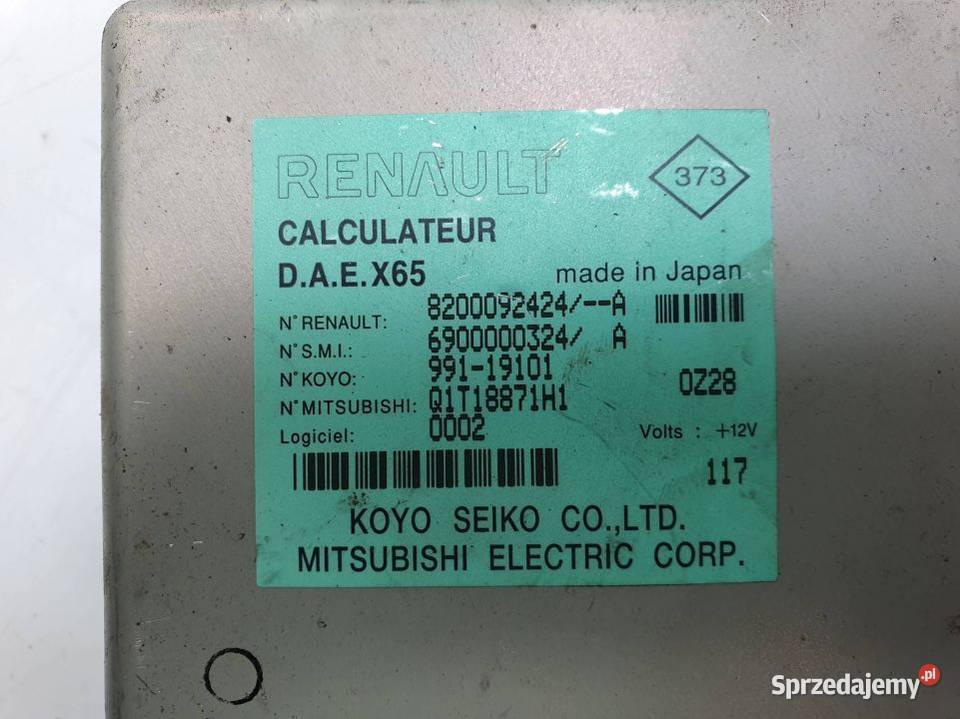 RENAULT
373
CALCULATEUR
D.A.E. X65 made in Japan
N° RENAULT: 8200092424/--A
N° S.M.I.: 6900000324/ A
N° KOYO: 991-19101
0Z28
N° MITSUBISHI: Q1T18871H1
Logiciel: 0002
Volts : +12V
117
KOYO SEIKO CO.,LTD.
MITSUBISHI ELECTRIC CORP.
Sprzedajemy.pl